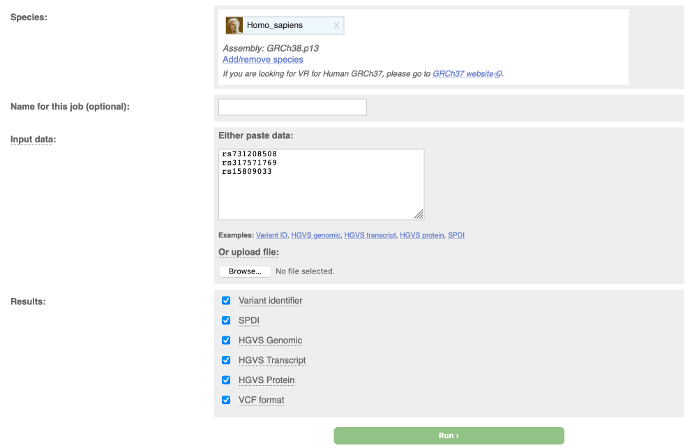 Species:
Homo_sapiens x
Assembly: GRCh38.p13
Add/remove species
If you are looking for VR for Human GRCh37, please go to GRCh37 website.
Name for this job (optional):
Input data:
Either paste data:
rs731208508
rs317571769
rs15809033
Examples: Variant ID, HGVS genomic, HGVS transcript, HGVS protein, SPDI
Or upload file:
Browse... No file selected.
Results:
Variant identifier
SPDI
HGVS Genomic
HGVS Transcript
HGVS Protein
VCF format
Run ›